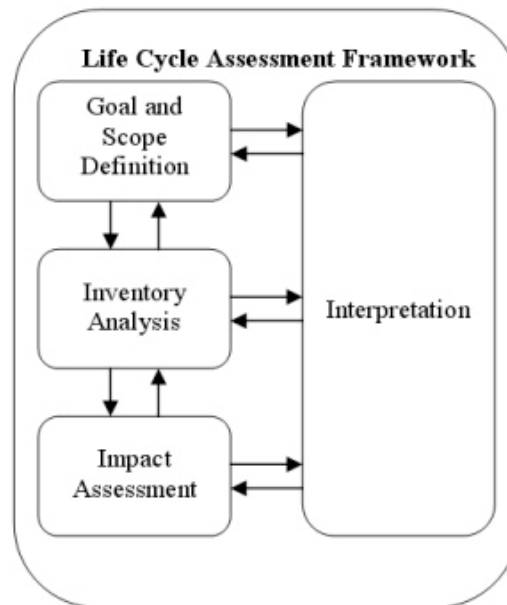 Life Cycle Assessment Framework
Goal and
Scope
Definition
Inventory
Analysis
Interpretation
Impact
Assessment